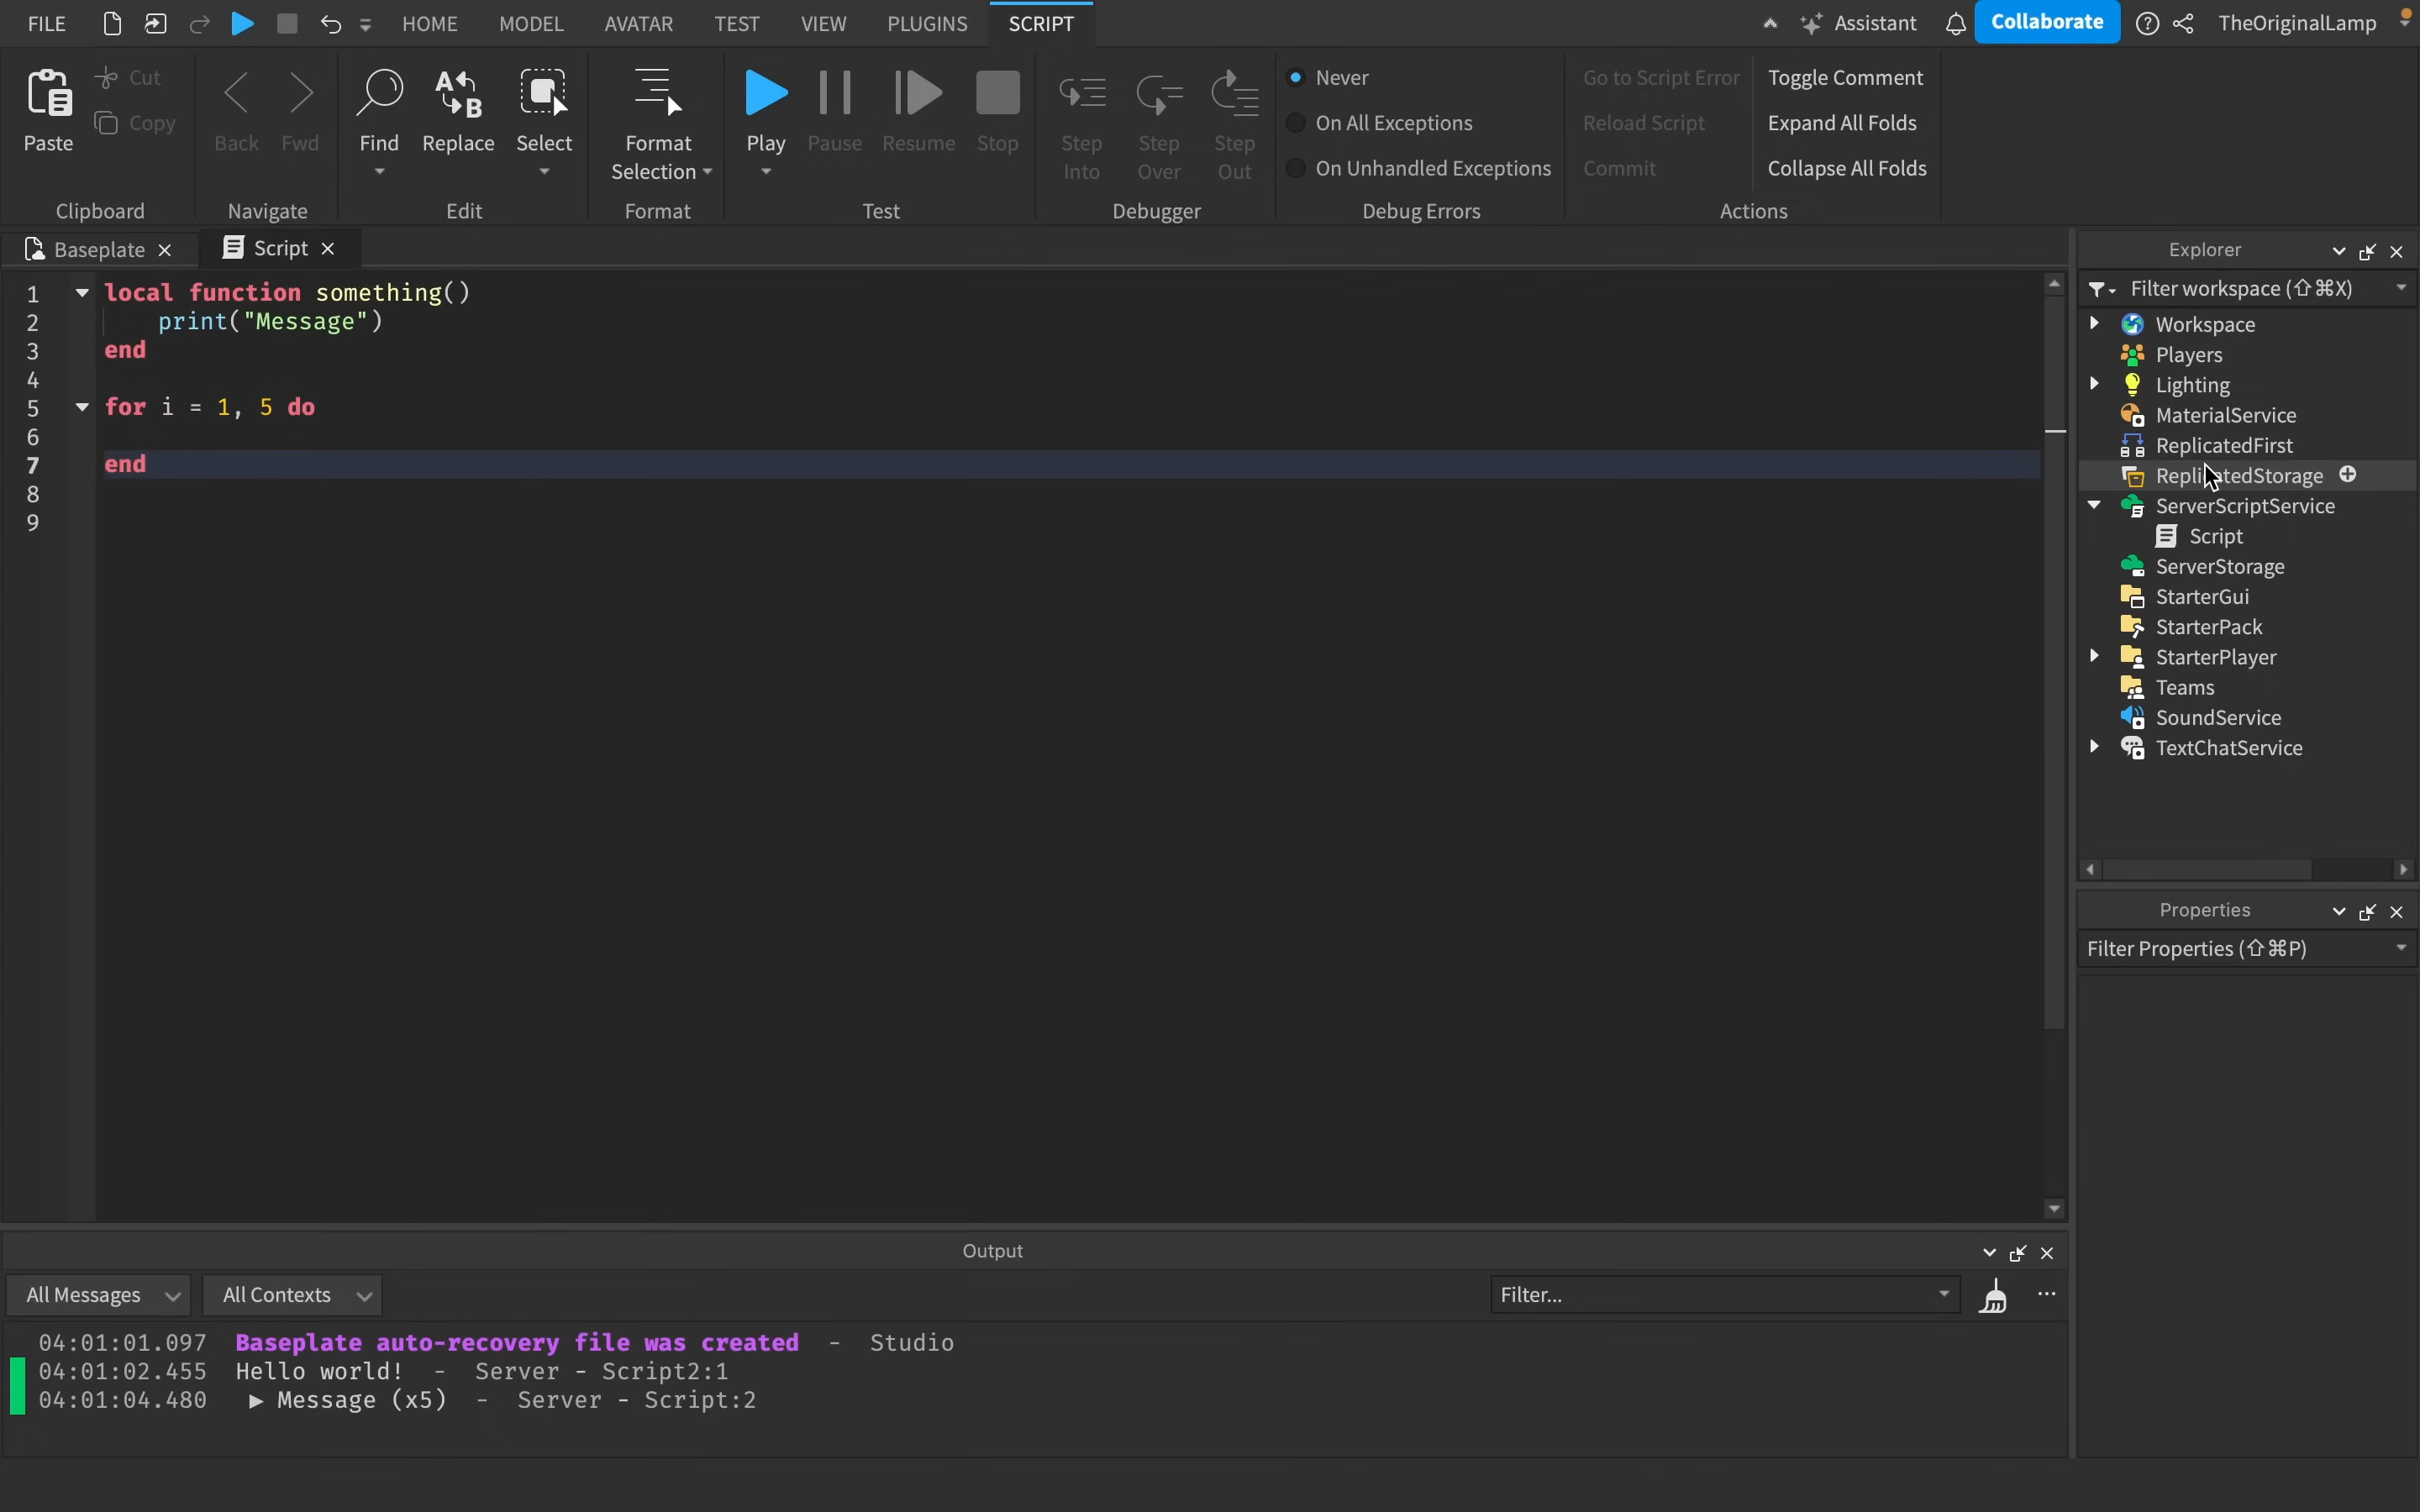 FILE HOME MODEL AVATAR TEST VIEW PLUGINS SCRIPT Assistant Collaborate TheOriginalLamp
Paste Cut Copy
Clipboard
Back Fwd
Navigate
Find Replace Select
Edit
Format Selection
Format
Play Pause Resume Stop
Test
Step Into Step Over Step Out
Debugger
Never
On All Exceptions
On Unhandled Exceptions
Debug Errors
Go to Script Error Toggle Comment
Reload Script Expand All Folds
Commit Collapse All Folds
Actions
Baseplate Script
1 local function something()
2 print("Message")
3 end
4
5 for i = 1, 5 do
6
7 end
8
9
Explorer
Filter workspace (⇧⌘X)
Workspace
Players
Lighting
MaterialService
ReplicatedFirst
ReplicatedStorage
ServerScriptService
Script
ServerStorage
StarterGui
StarterPack
StarterPlayer
Teams
SoundService
TextChatService
Properties
Filter Properties (⇧⌘P)
Output
All Messages All Contexts Filter...
04:01:01.097 Baseplate auto-recovery file was created - Studio
04:01:02.455 Hello world! - Server - Script2:1
04:01:04.480 ▶ Message (x5) - Server - Script:2